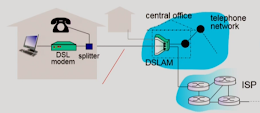 central office
telephone
network
DSL
modem
splitter
DSLAM
ISP